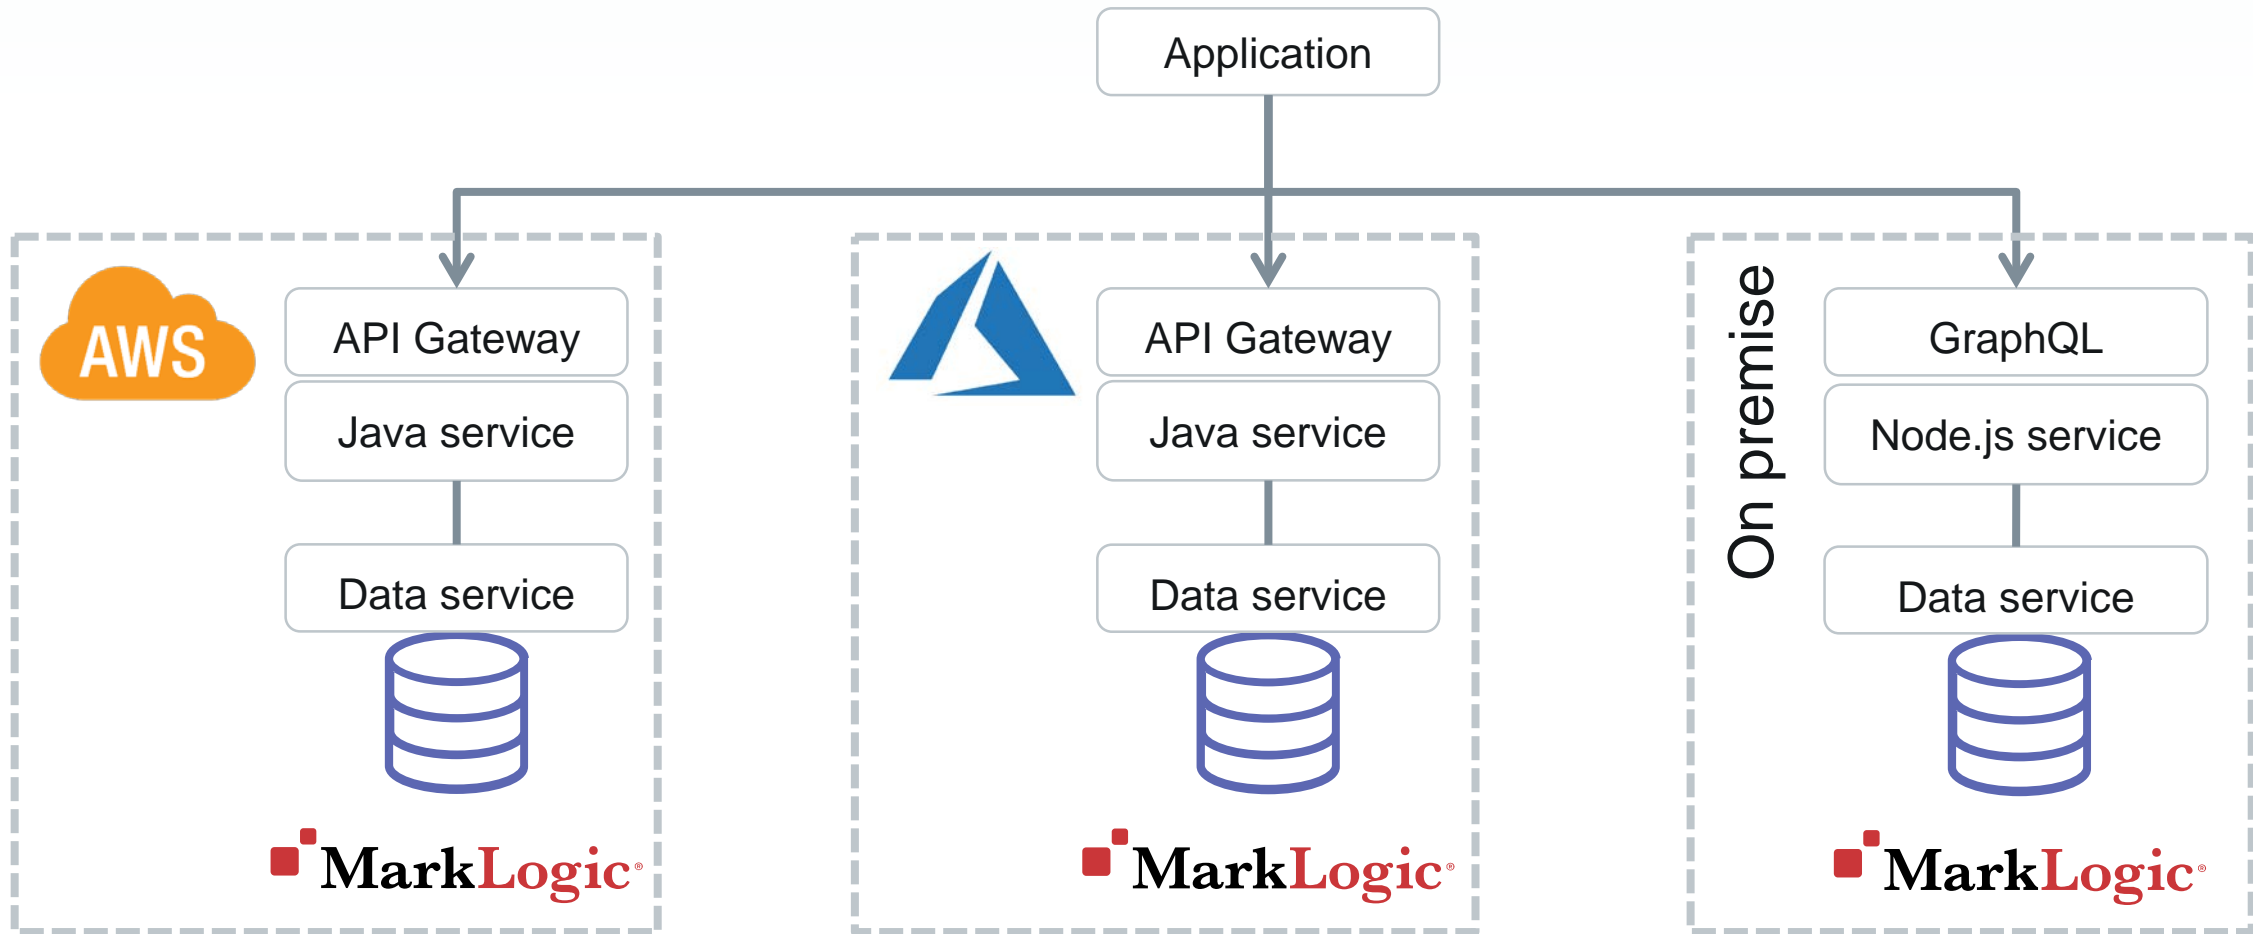 Application
AWS
API Gateway
Java service
Data service
MarkLogic®
API Gateway
Java service
Data service
MarkLogic®
On premise
GraphQL
Node.js service
Data service
MarkLogic®